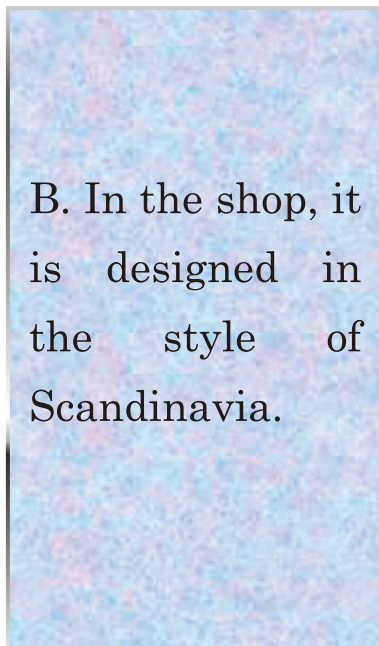 B. In the shop, it
is designed in
the style of
Scandinavia.